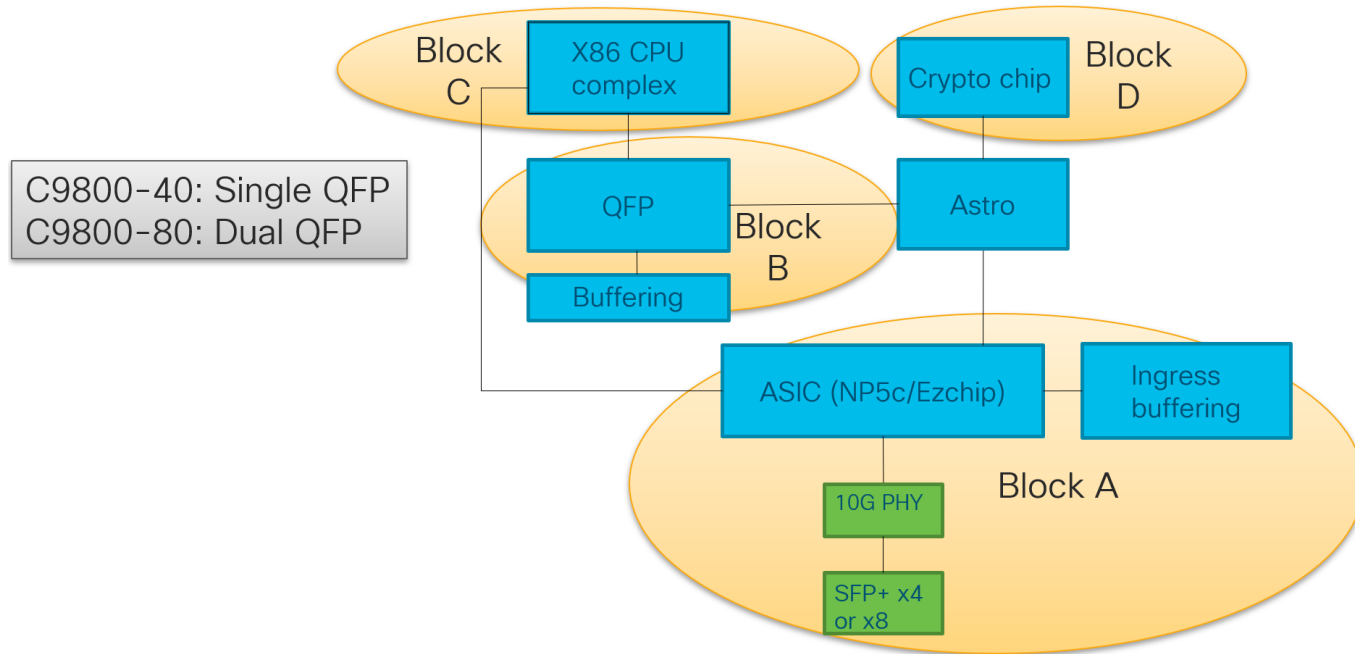 Block
C
X86 CPU
complex
Crypto chip
Block
D
C9800-40: Single QFP
C9800-80: Dual QFP
QFP
Block
B
Astro
Buffering
ASIC (NP5c/Ezchip)
Ingress
buffering
Block A
10G PHY
SFP+ x4
or x8